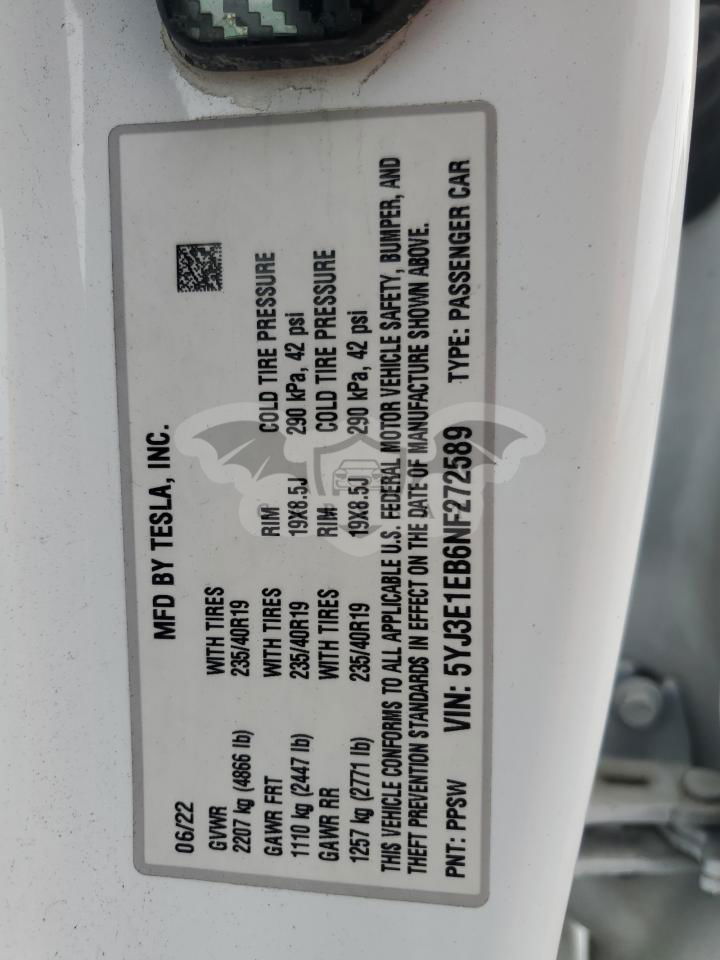 MFD BY TESLA, INC.
06/22
GVWR WITH TIRES
2207 kg (4866 lb) 235/40R19
GAWR FRT WITH TIRES RIM COLD TIRE PRESSURE
1110 kg (2447 lb) 235/40R19 19X8.5J 290 kPa, 42 psi
GAWR RR WITH TIRES RIM COLD TIRE PRESSURE
1257 kg (2771 lb) 235/40R19 19X8.5J 290 kPa, 42 psi
THIS VEHICLE CONFORMS TO ALL APPLICABLE U.S. FEDERAL MOTOR VEHICLE SAFETY, BUMPER, AND
THEFT PREVENTION STANDARDS IN EFFECT ON THE DATE OF MANUFACTURE SHOWN ABOVE.
PNT: PPSW VIN: 5YJ3E1EB6NF272589 TYPE: PASSENGER CAR